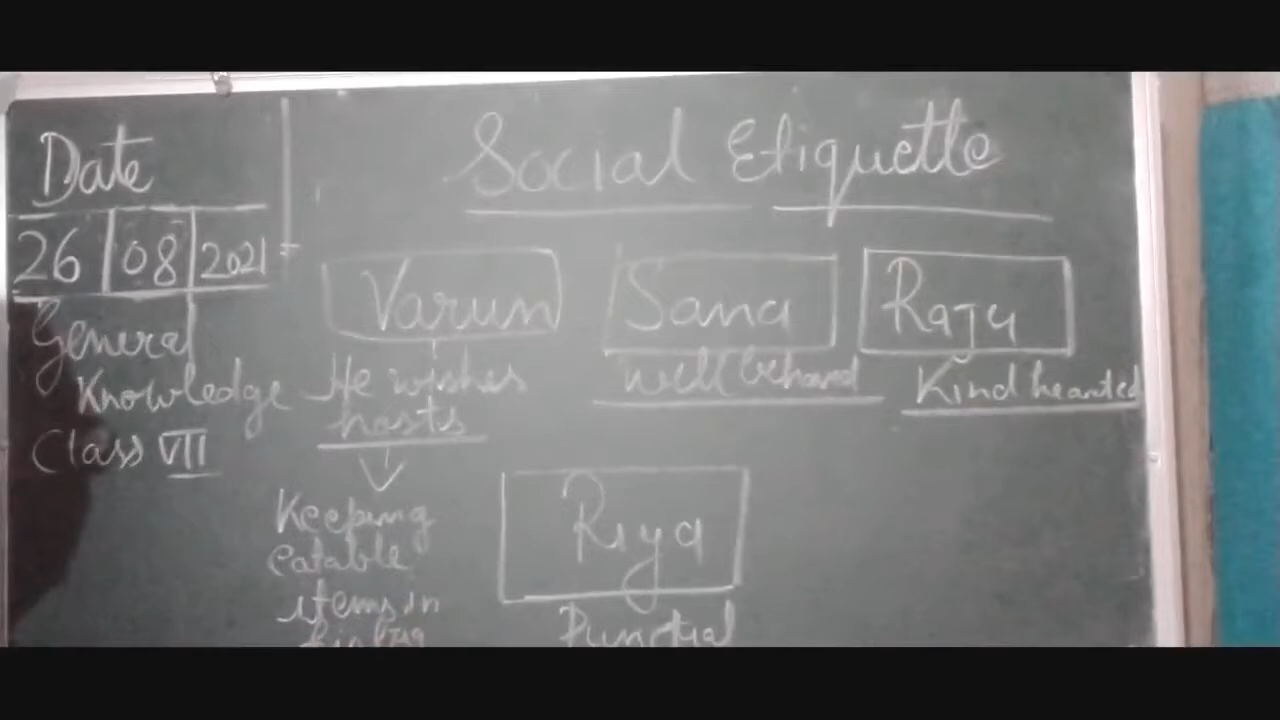 Date
26 | 08 | 2021
General
Knowledge
Class VII
Social Etiquette
Varun
He wishes
hosts
Keeping
eatable
items in
Sana
well behaved
Raju
Kind hearted
Riya
Punctual